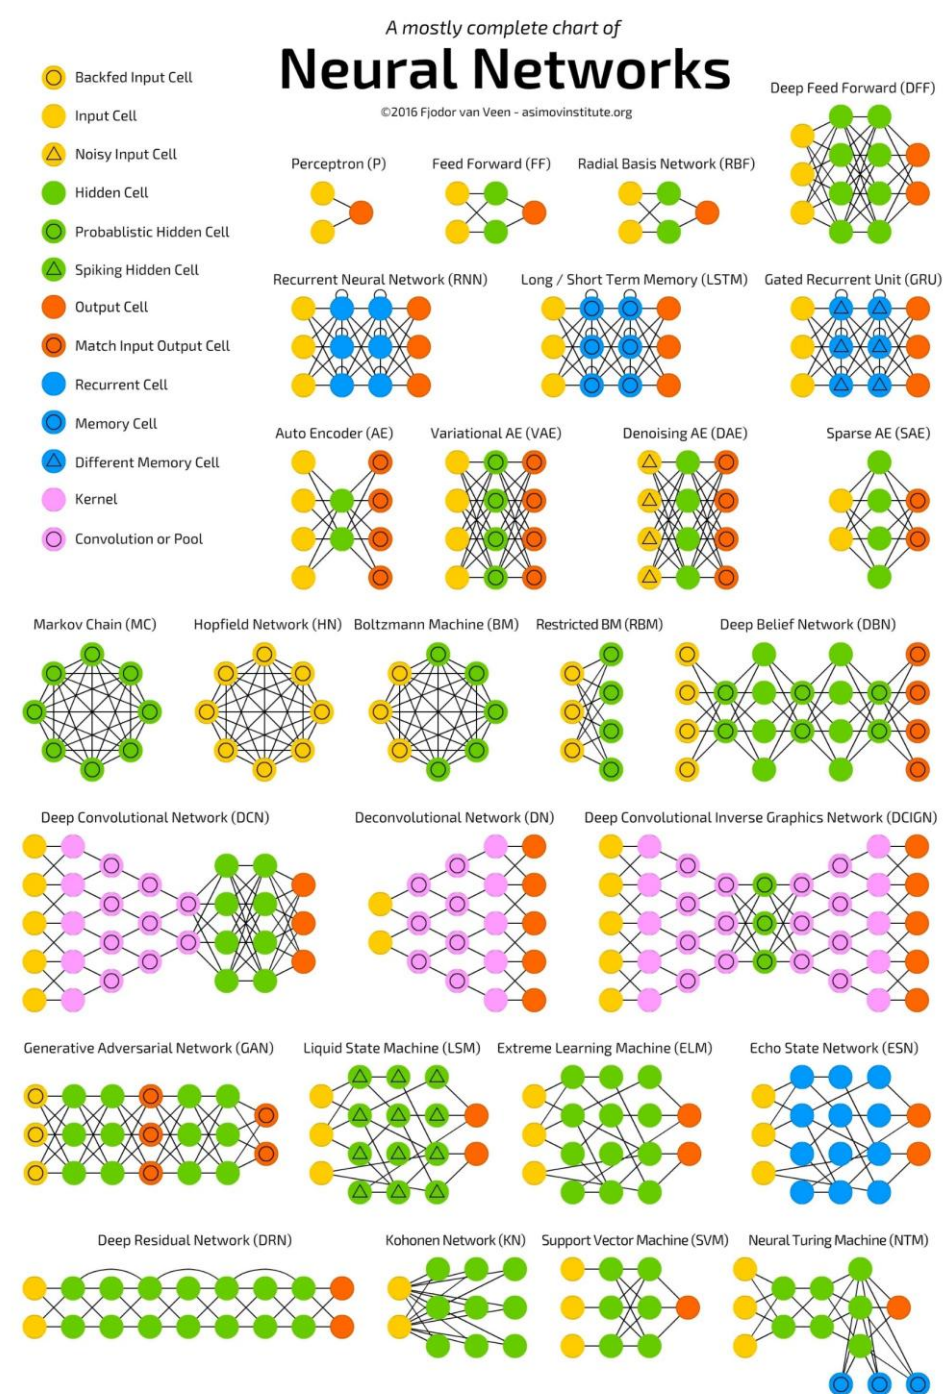 A mostly complete chart of
Neural Networks
©2016 Fjodor van Veen - asimovinstitute.org
Backfed Input Cell
Input Cell
Noisy Input Cell
Hidden Cell
Probablistic Hidden Cell
Spiking Hidden Cell
Output Cell
Match Input Output Cell
Recurrent Cell
Memory Cell
Different Memory Cell
Kernel
Convolution or Pool
Deep Feed Forward (DFF)
Perceptron (P)
Feed Forward (FF)
Radial Basis Network (RBF)
Recurrent Neural Network (RNN)
Long / Short Term Memory (LSTM)
Gated Recurrent Unit (GRU)
Auto Encoder (AE)
Variational AE (VAE)
Denoising AE (DAE)
Sparse AE (SAE)
Markov Chain (MC)
Hopfield Network (HN)
Boltzmann Machine (BM)
Restricted BM (RBM)
Deep Belief Network (DBN)
Deep Convolutional Network (DCN)
Deconvolutional Network (DN)
Deep Convolutional Inverse Graphics Network (DCIGN)
Generative Adversarial Network (GAN)
Liquid State Machine (LSM)
Extreme Learning Machine (ELM)
Echo State Network (ESN)
Deep Residual Network (DRN)
Kohonen Network (KN)
Support Vector Machine (SVM)
Neural Turing Machine (NTM)